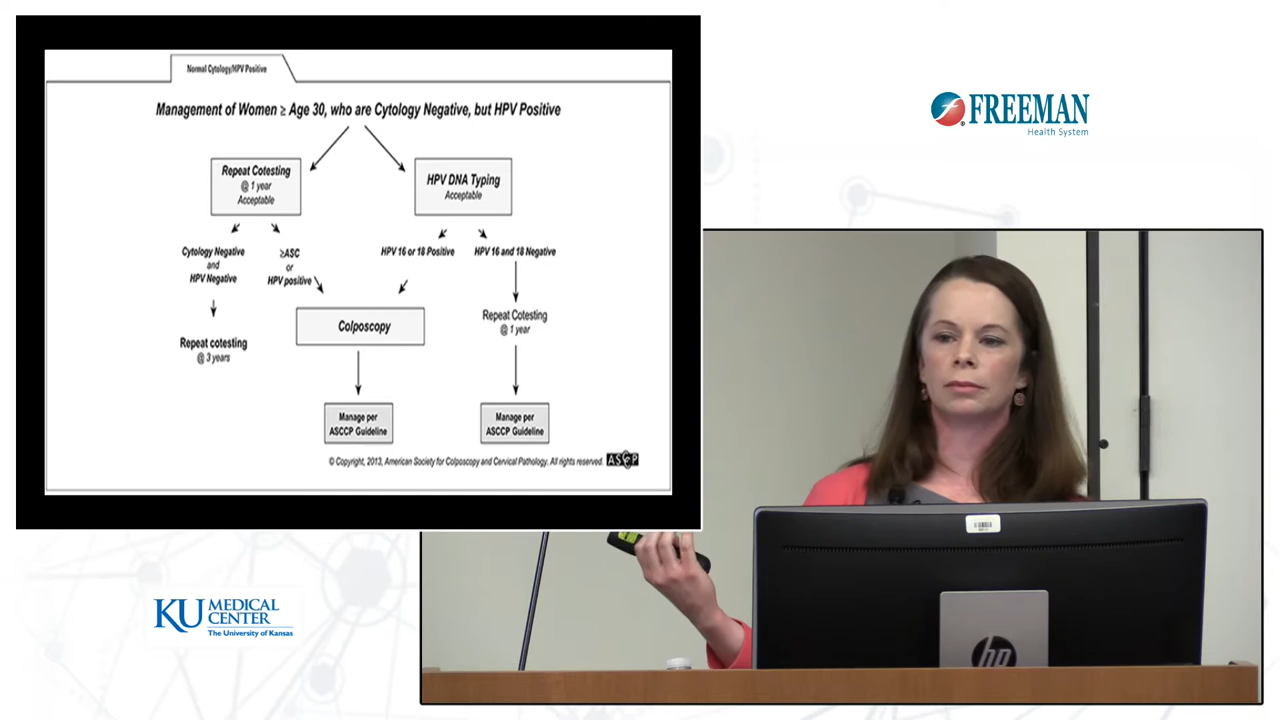 Normal Cytology/HPV Positive
Management of Women ≥ Age 30, who are Cytology Negative, but HPV Positive
Repeat Cotesting
@ 1 year
Acceptable
HPV DNA Typing
Acceptable
Cytology Negative
and
HPV Negative
≥ASC
or
HPV positive
HPV 16 or 18 Positive
HPV 16 and 18 Negative
Repeat cotesting
@ 3 years
Colposcopy
Repeat Cotesting
@ 1 year
Manage per
ASCCP Guideline
Manage per
ASCCP Guideline
© Copyright, 2013, American Society for Colposcopy and Cervical Pathology. All rights reserved.
ASCCP
FREEMAN
Health System
KU MEDICAL
CENTER
The University of Kansas
hp